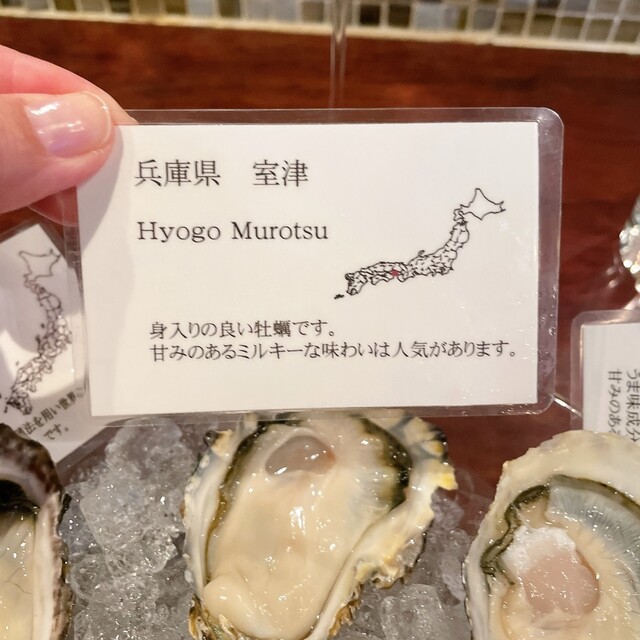 兵庫県　室津
Hyogo Murotsu
身入りの良い牡蠣です。
甘みのあるミルキーな味わいは人気があります。
です。